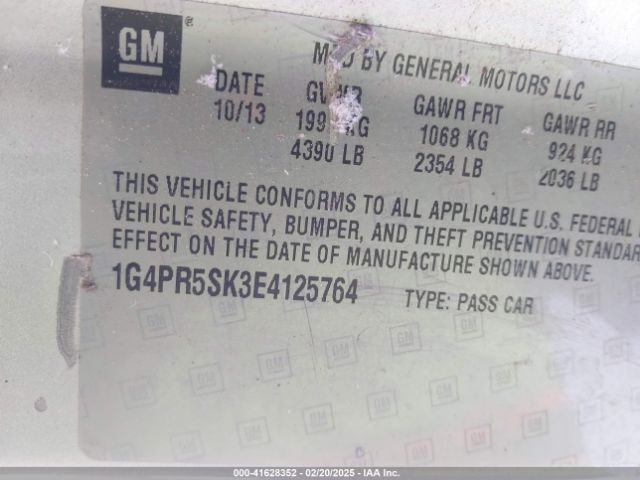 GM ®
MFD BY GENERAL MOTORS LLC
DATE GVWR GAWR FRT GAWR RR
10/13 KG 1068 KG 924 KG
4390 LB 2354 LB 2036 LB
THIS VEHICLE CONFORMS TO ALL APPLICABLE U.S. FEDERAL
VEHICLE SAFETY, BUMPER, AND THEFT PREVENTION STANDAR
EFFECT ON THE DATE OF MANUFACTURE SHOWN ABOVE.
1G4PR5SK3E4125764 TYPE: PASS CAR
000-41628352 | 02/20/2025 | IAA Inc.